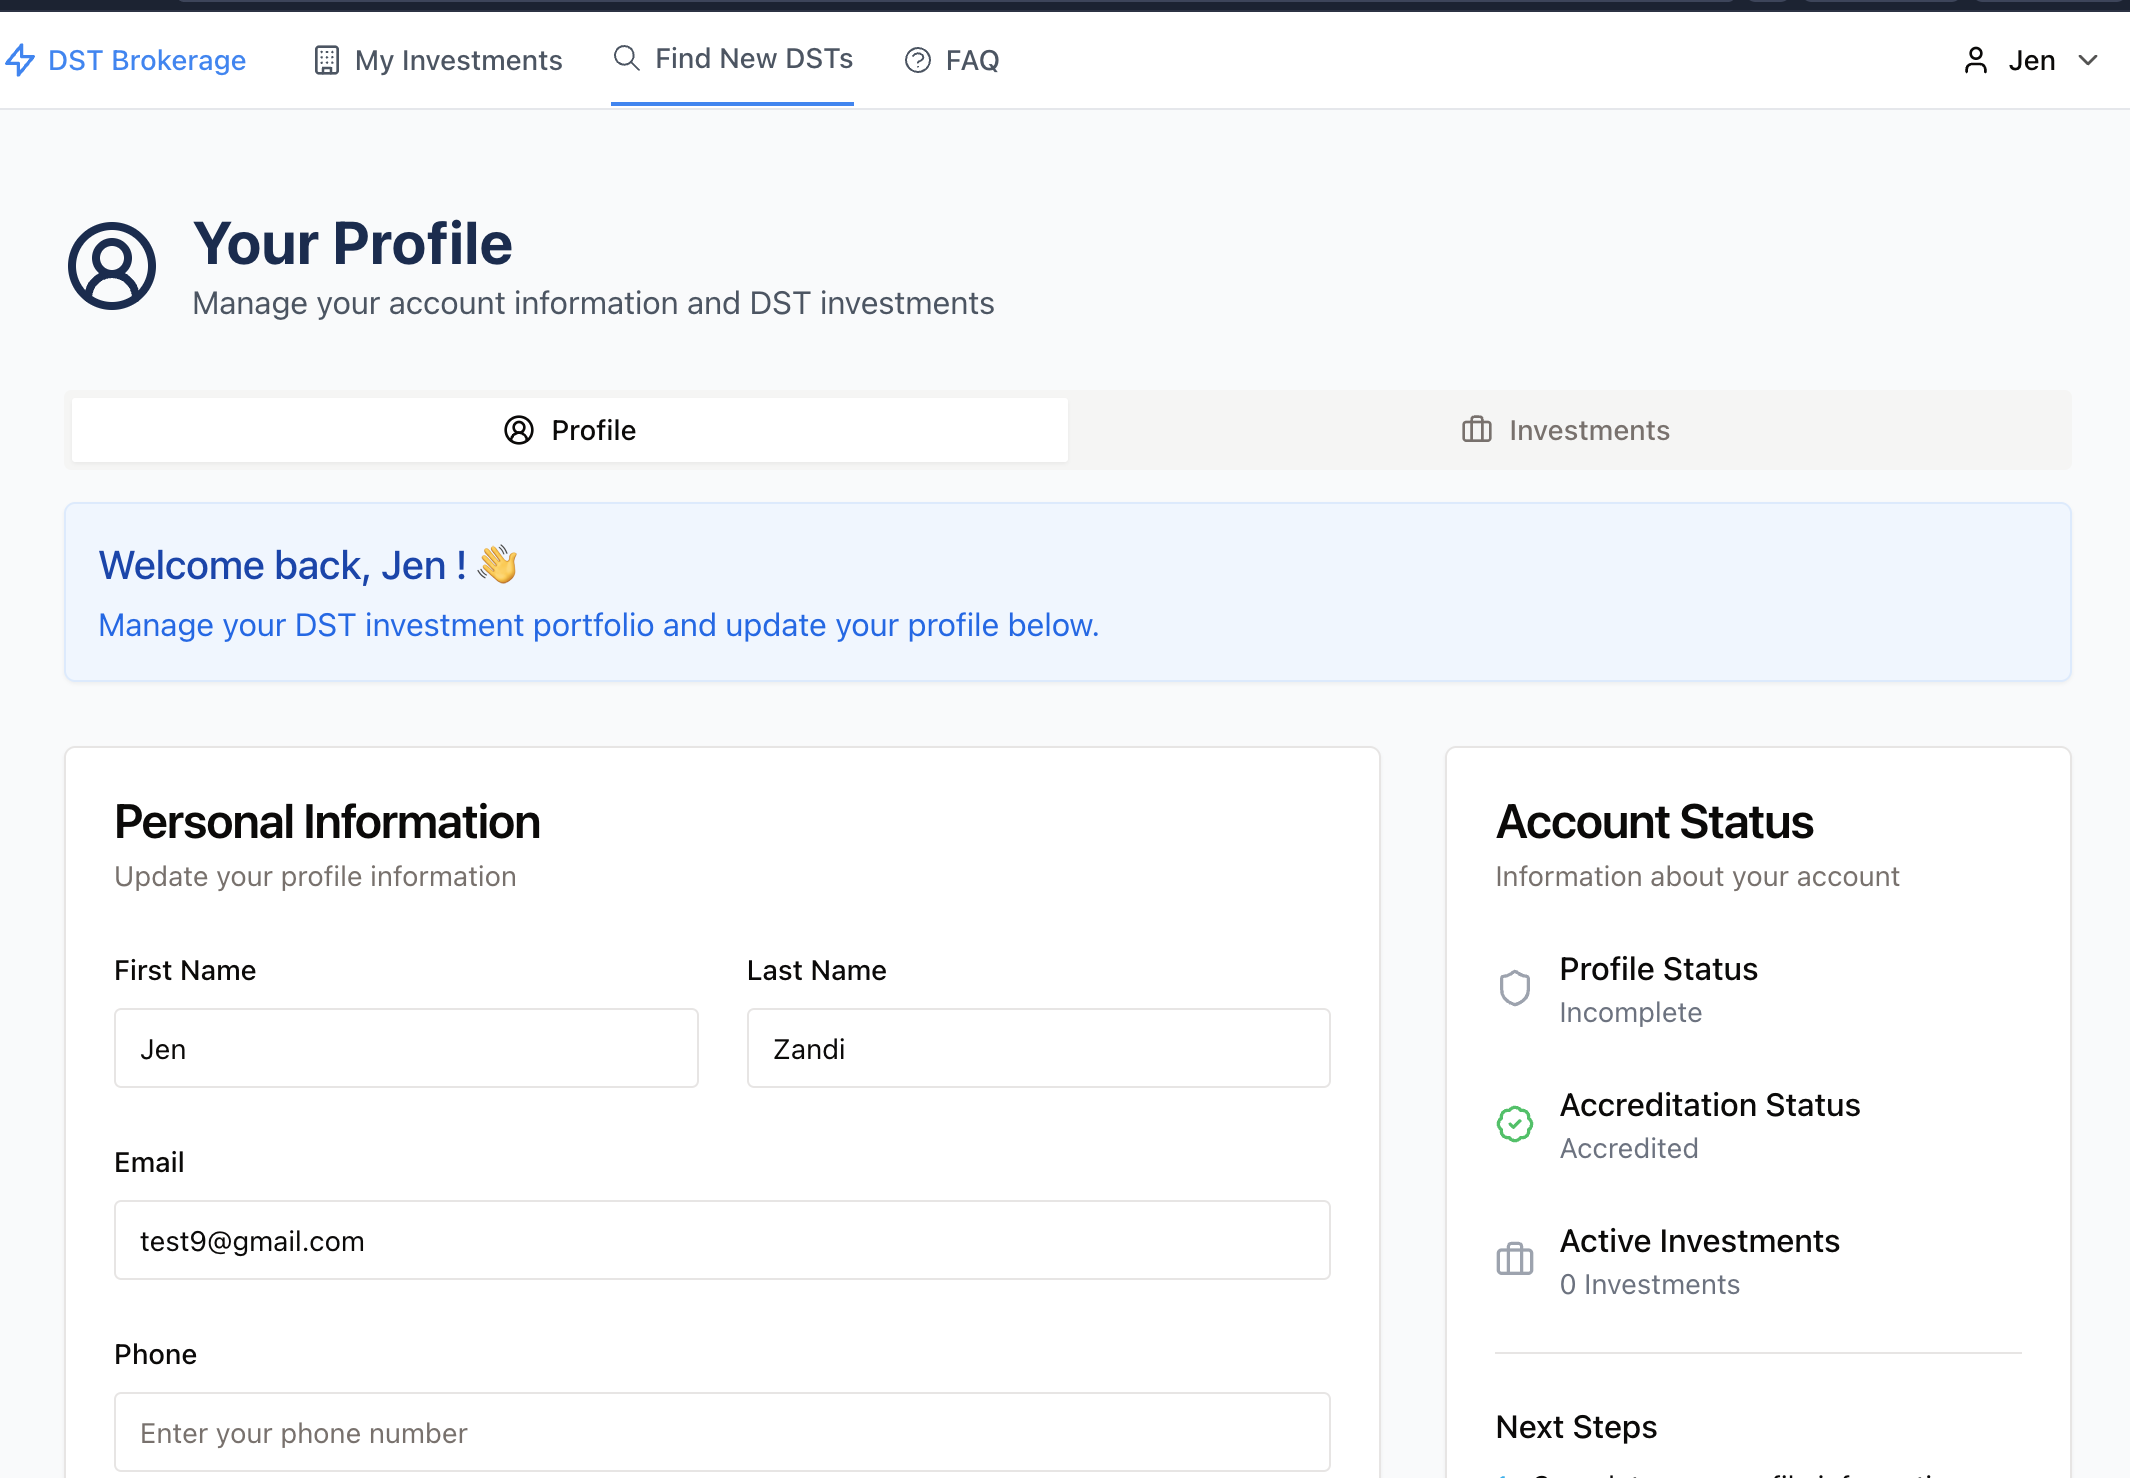 DST Brokerage
My Investments
Find New DSTs
FAQ
Jen
Your Profile
Manage your account information and DST investments
Profile
Investments
Welcome back, Jen ! 👋
Manage your DST investment portfolio and update your profile below.
Personal Information
Update your profile information
First Name
Last Name
Jen
Zandi
Email
test9@gmail.com
Phone
Enter your phone number
Account Status
Information about your account
Profile Status
Incomplete
Accreditation Status
Accredited
Active Investments
0 Investments
Next Steps